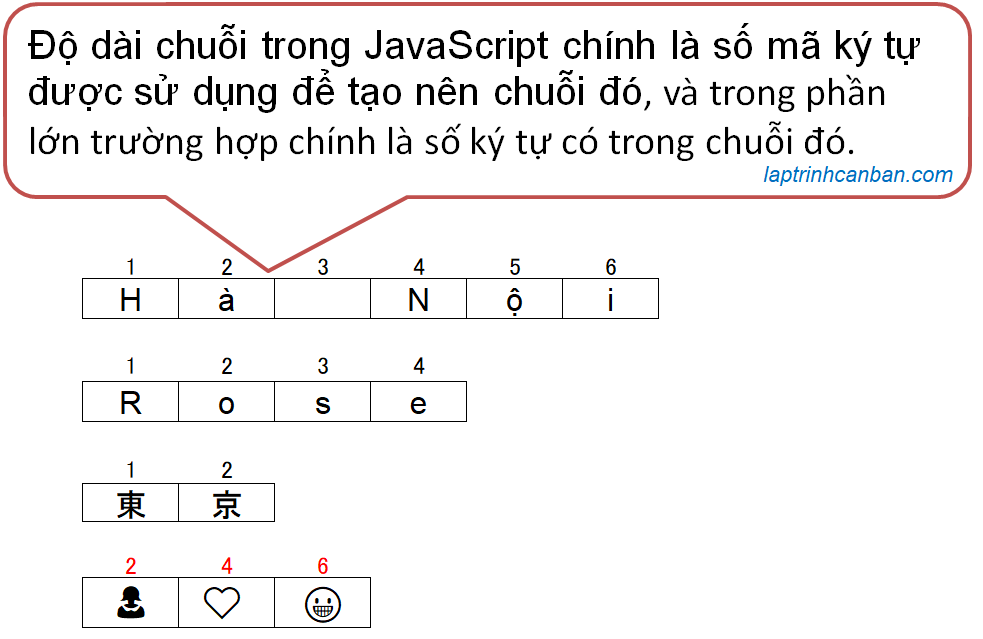 Độ dài chuỗi trong JavaScript chính là số mã ký tự
được sử dụng để tạo nên chuỗi đó, và trong phần
lớn trường hợp chính là số ký tự có trong chuỗi đó.
laptrinhcanban.com
1 2 3 4 5 6
H à N ộ i
1 2 3 4
R o s e
1 2
東 京
2 4 6